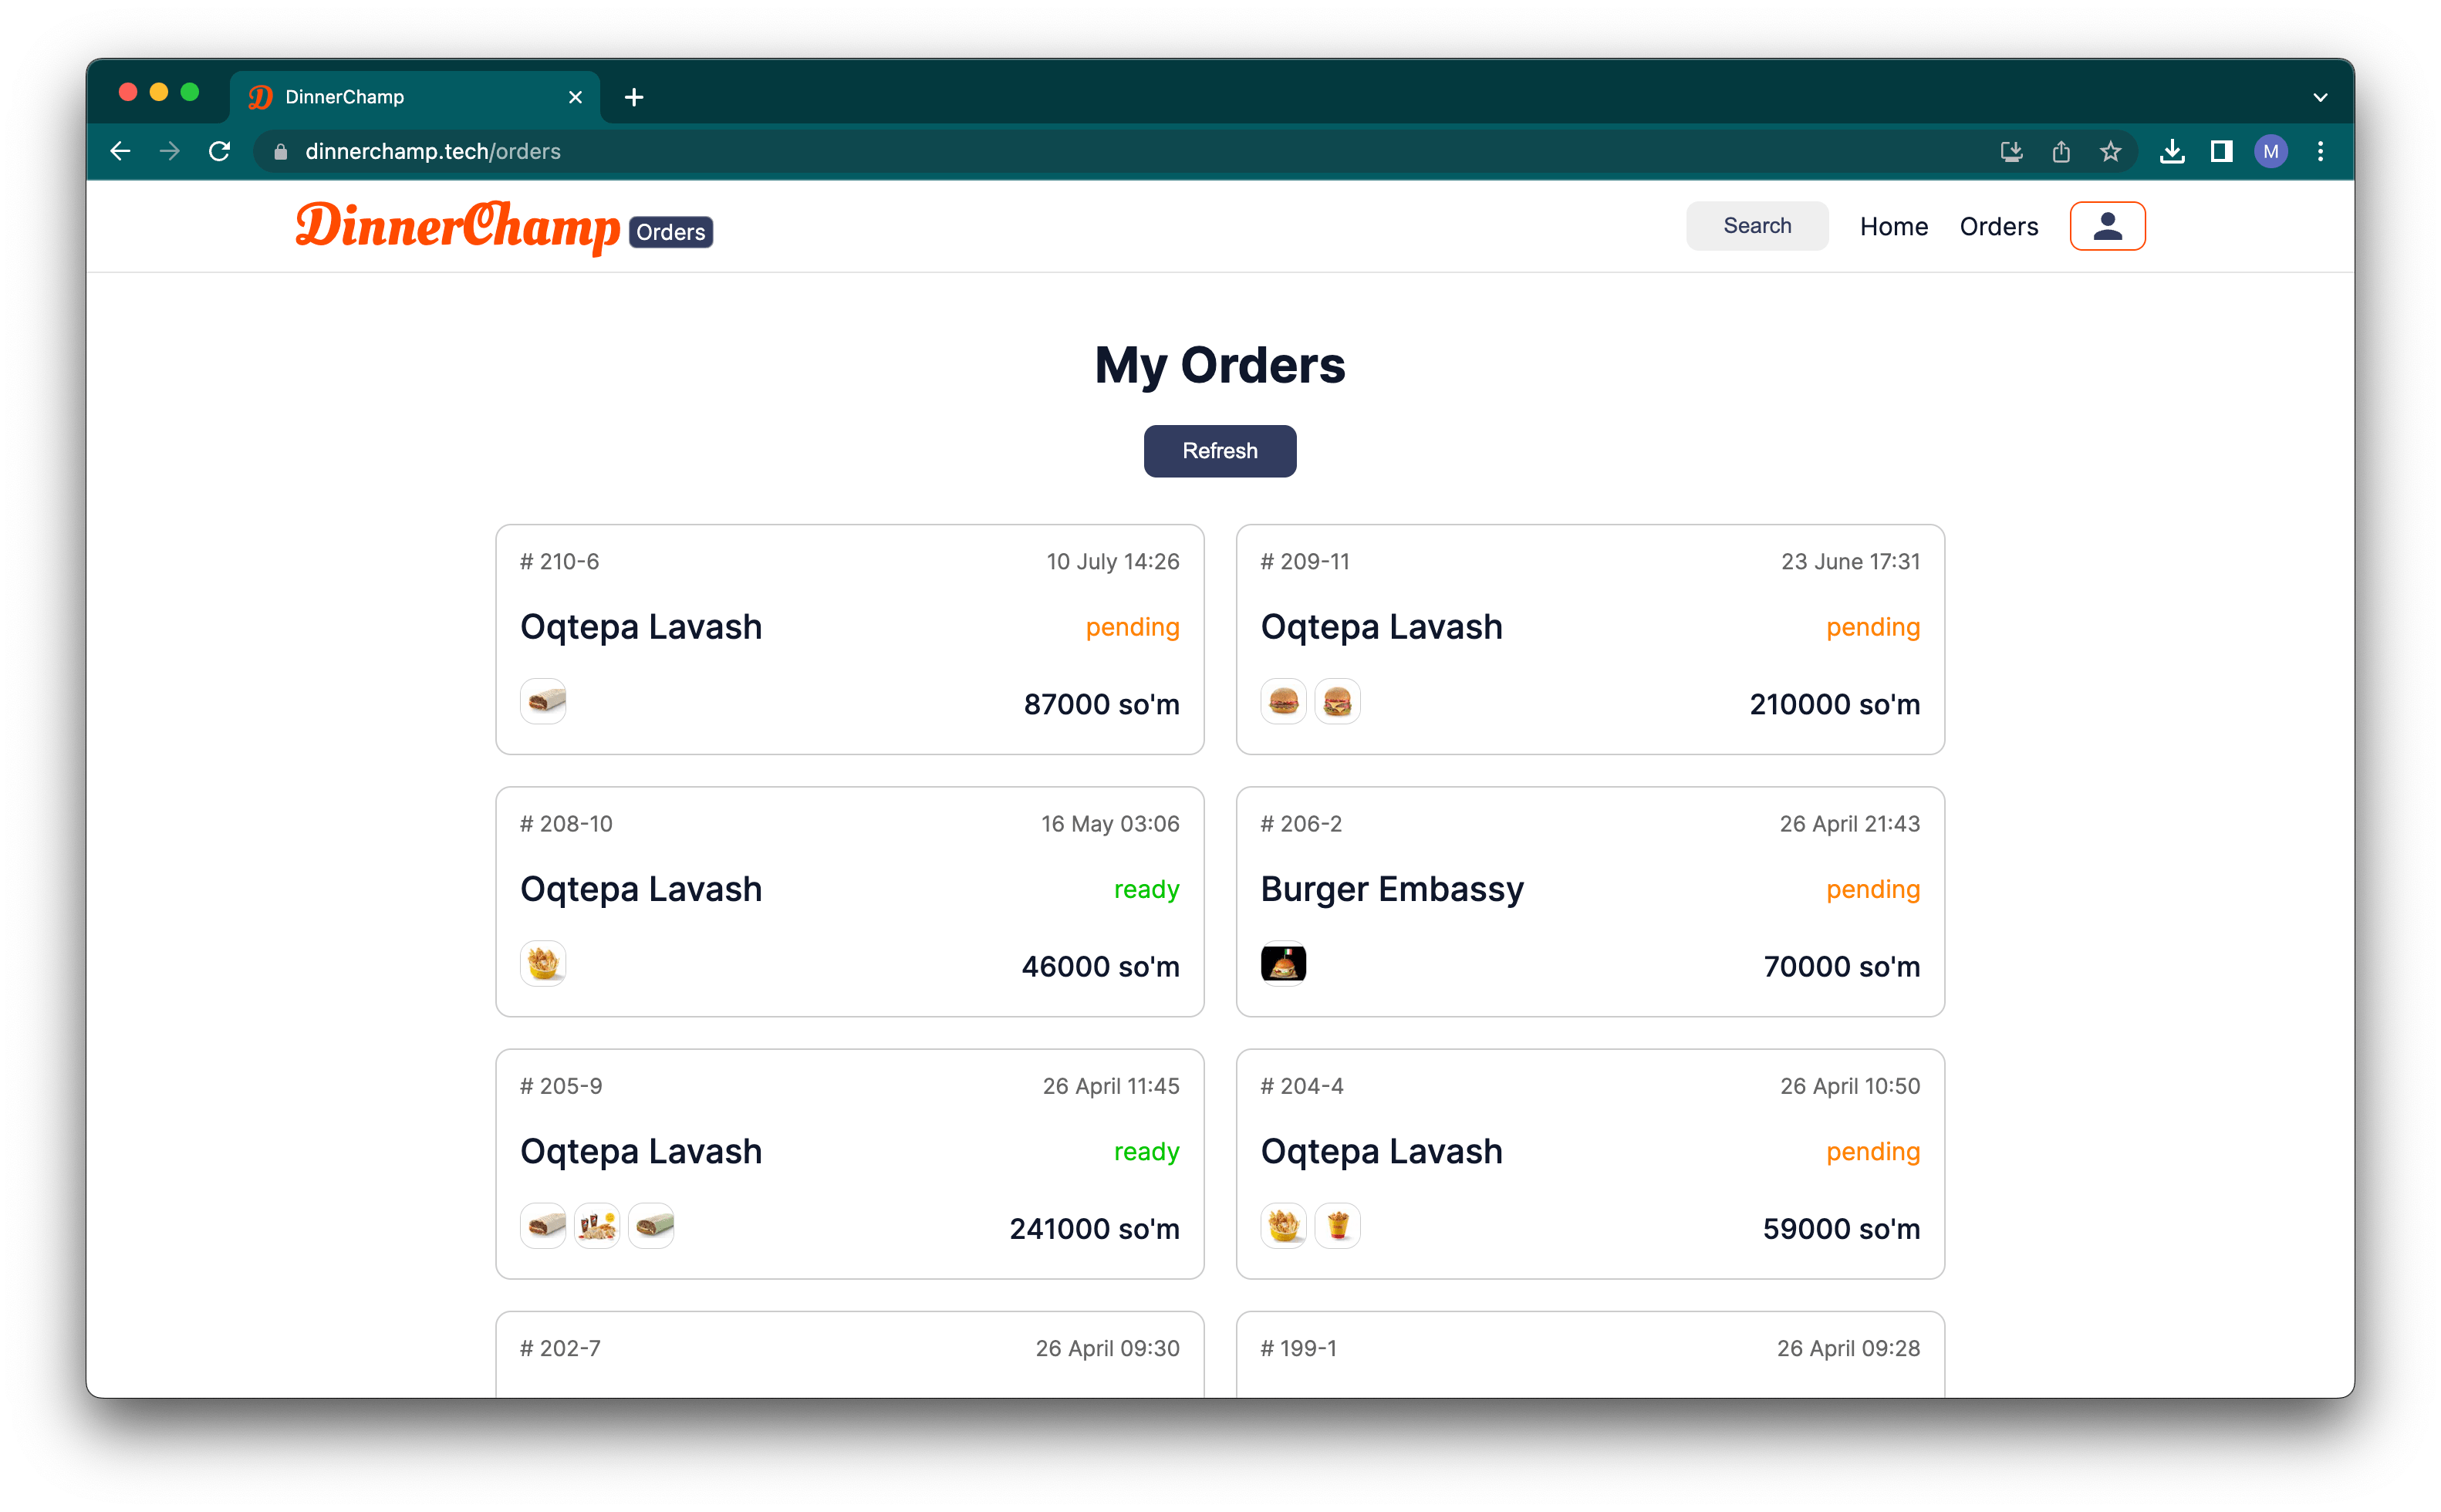 DinnerChamp
dinnerchamp.tech/orders
M
DinnerChamp Orders
Search Home Orders
My Orders
Refresh
# 210-6 10 July 14:26
Oqtepa Lavash pending
87000 so'm
# 209-11 23 June 17:31
Oqtepa Lavash pending
210000 so'm
# 208-10 16 May 03:06
Oqtepa Lavash ready
46000 so'm
# 206-2 26 April 21:43
Burger Embassy pending
70000 so'm
# 205-9 26 April 11:45
Oqtepa Lavash ready
241000 so'm
# 204-4 26 April 10:50
Oqtepa Lavash pending
59000 so'm
# 202-7 26 April 09:30
# 199-1 26 April 09:28